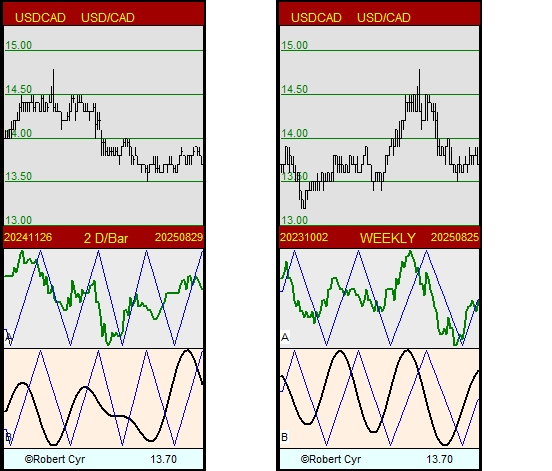 USDCAD USD/CAD
15.00
14.50
14.00
13.50
13.00
20241126 2 D/Bar 20250829
A
B
©Robert Cyr 13.70
USDCAD USD/CAD
15.00
14.50
14.00
13.50
13.00
20231002 WEEKLY 20250825
A
B
©Robert Cyr 13.70